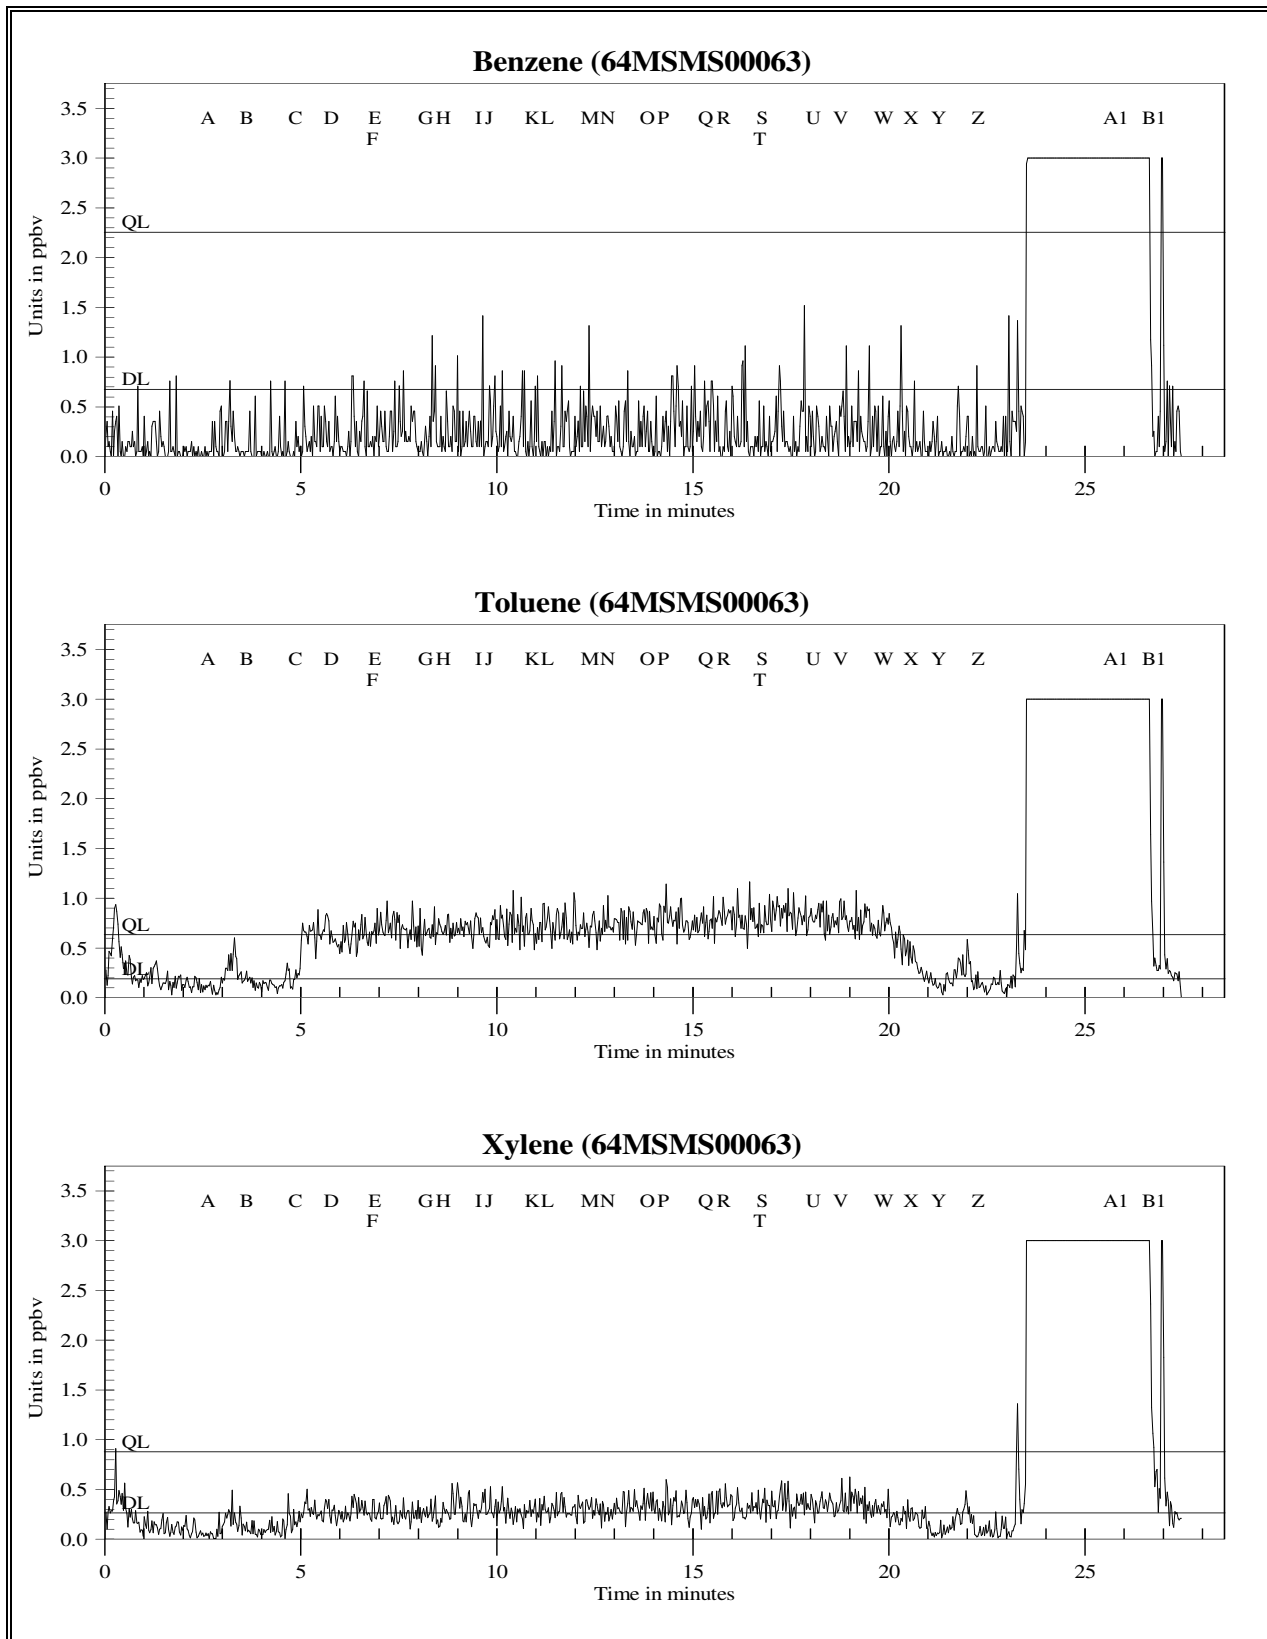 Benzene (64MSMS00063)
A B C D E GH IJ KL MN OP QR S U V W X Y Z A1 B1
F T
3.5
3.0
2.5
2.0
1.5
1.0
0.5
0.0
Units in ppbv
QL
DL
0 5 10 15 20 25
Time in minutes
Toluene (64MSMS00063)
A B C D E GH IJ KL MN OP QR S U V W X Y Z A1 B1
F T
3.5
3.0
2.5
2.0
1.5
1.0
0.5
0.0
Units in ppbv
QL
DL
0 5 10 15 20 25
Time in minutes
Xylene (64MSMS00063)
A B C D E GH IJ KL MN OP QR S U V W X Y Z A1 B1
F T
3.5
3.0
2.5
2.0
1.5
1.0
0.5
0.0
Units in ppbv
QL
DL
0 5 10 15 20 25
Time in minutes